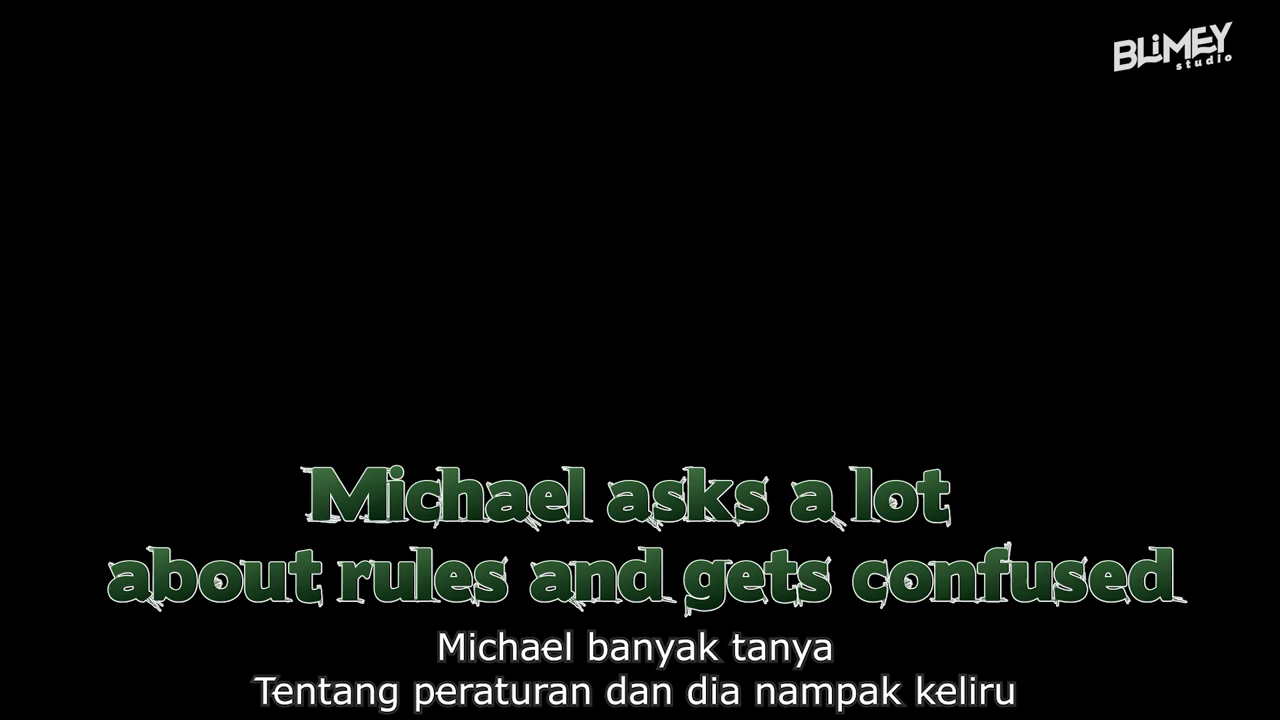 BLiMEY
studio
Michael asks a lot
about rules and gets confused
Michael banyak tanya
Tentang peraturan dan dia nampak keliru